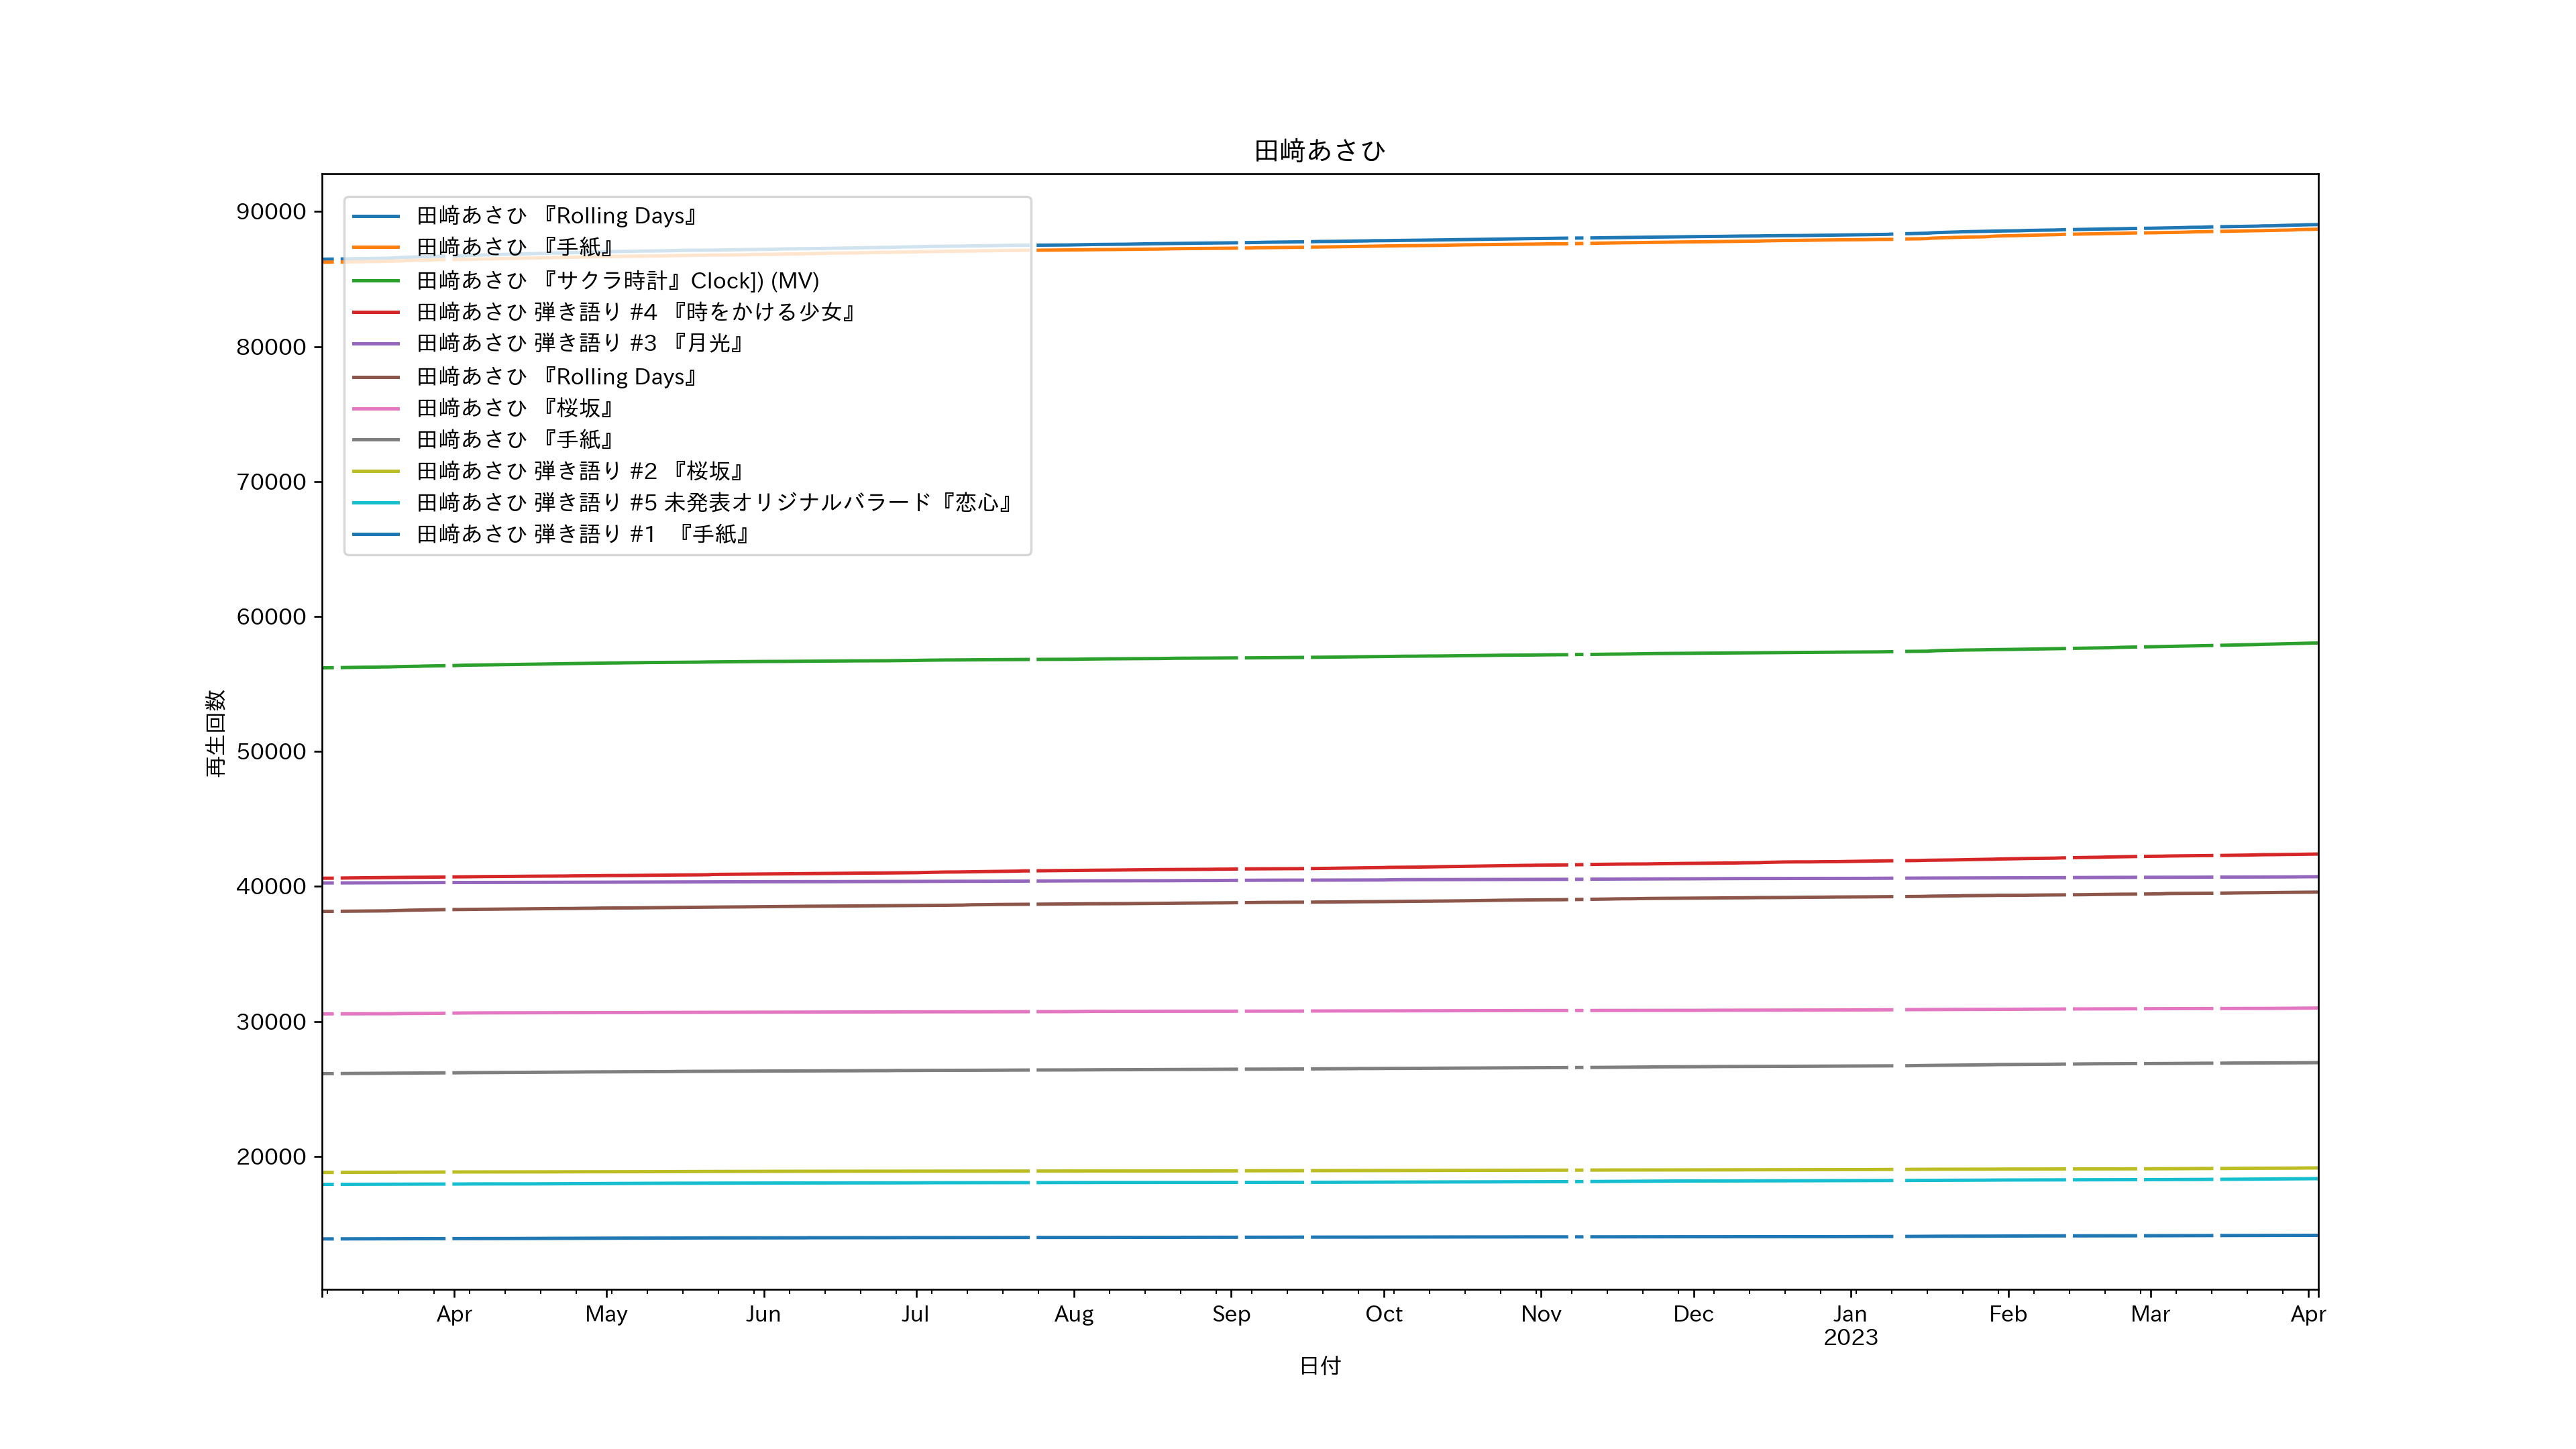 田﨑あさひ
90000
80000
70000
60000
50000
40000
30000
20000
再生回数
田﨑あさひ 『Rolling Days』
田﨑あさひ 『手紙』
田﨑あさひ 『サクラ時計』Clock]) (MV)
田﨑あさひ 弾き語り #4 『時をかける少女』
田﨑あさひ 弾き語り #3 『月光』
田﨑あさひ 『Rolling Days』
田﨑あさひ 『桜坂』
田﨑あさひ 『手紙』
田﨑あさひ 弾き語り #2 『桜坂』
田﨑あさひ 弾き語り #5 未発表オリジナルバラード『恋心』
田﨑あさひ 弾き語り #1 『手紙』
Apr May Jun Jul Aug Sep Oct Nov Dec Jan Feb Mar Apr
2023
日付